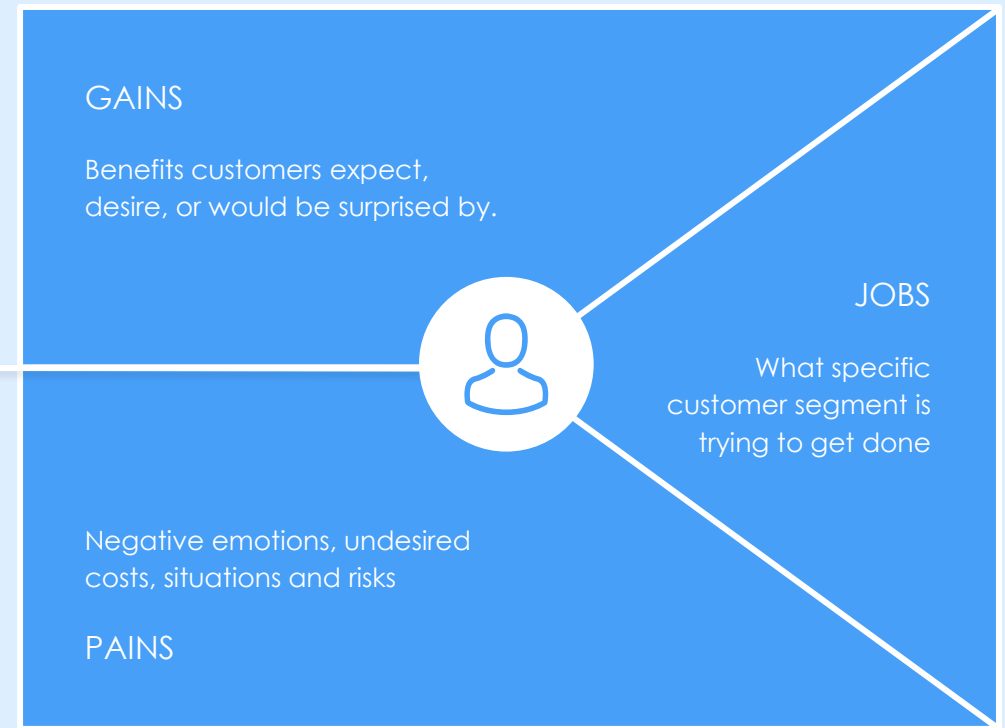 GAINS
Benefits customers expect,
desire, or would be surprised by.
JOBS
What specific
customer segment is
trying to get done
Negative emotions, undesired
costs, situations and risks
PAINS